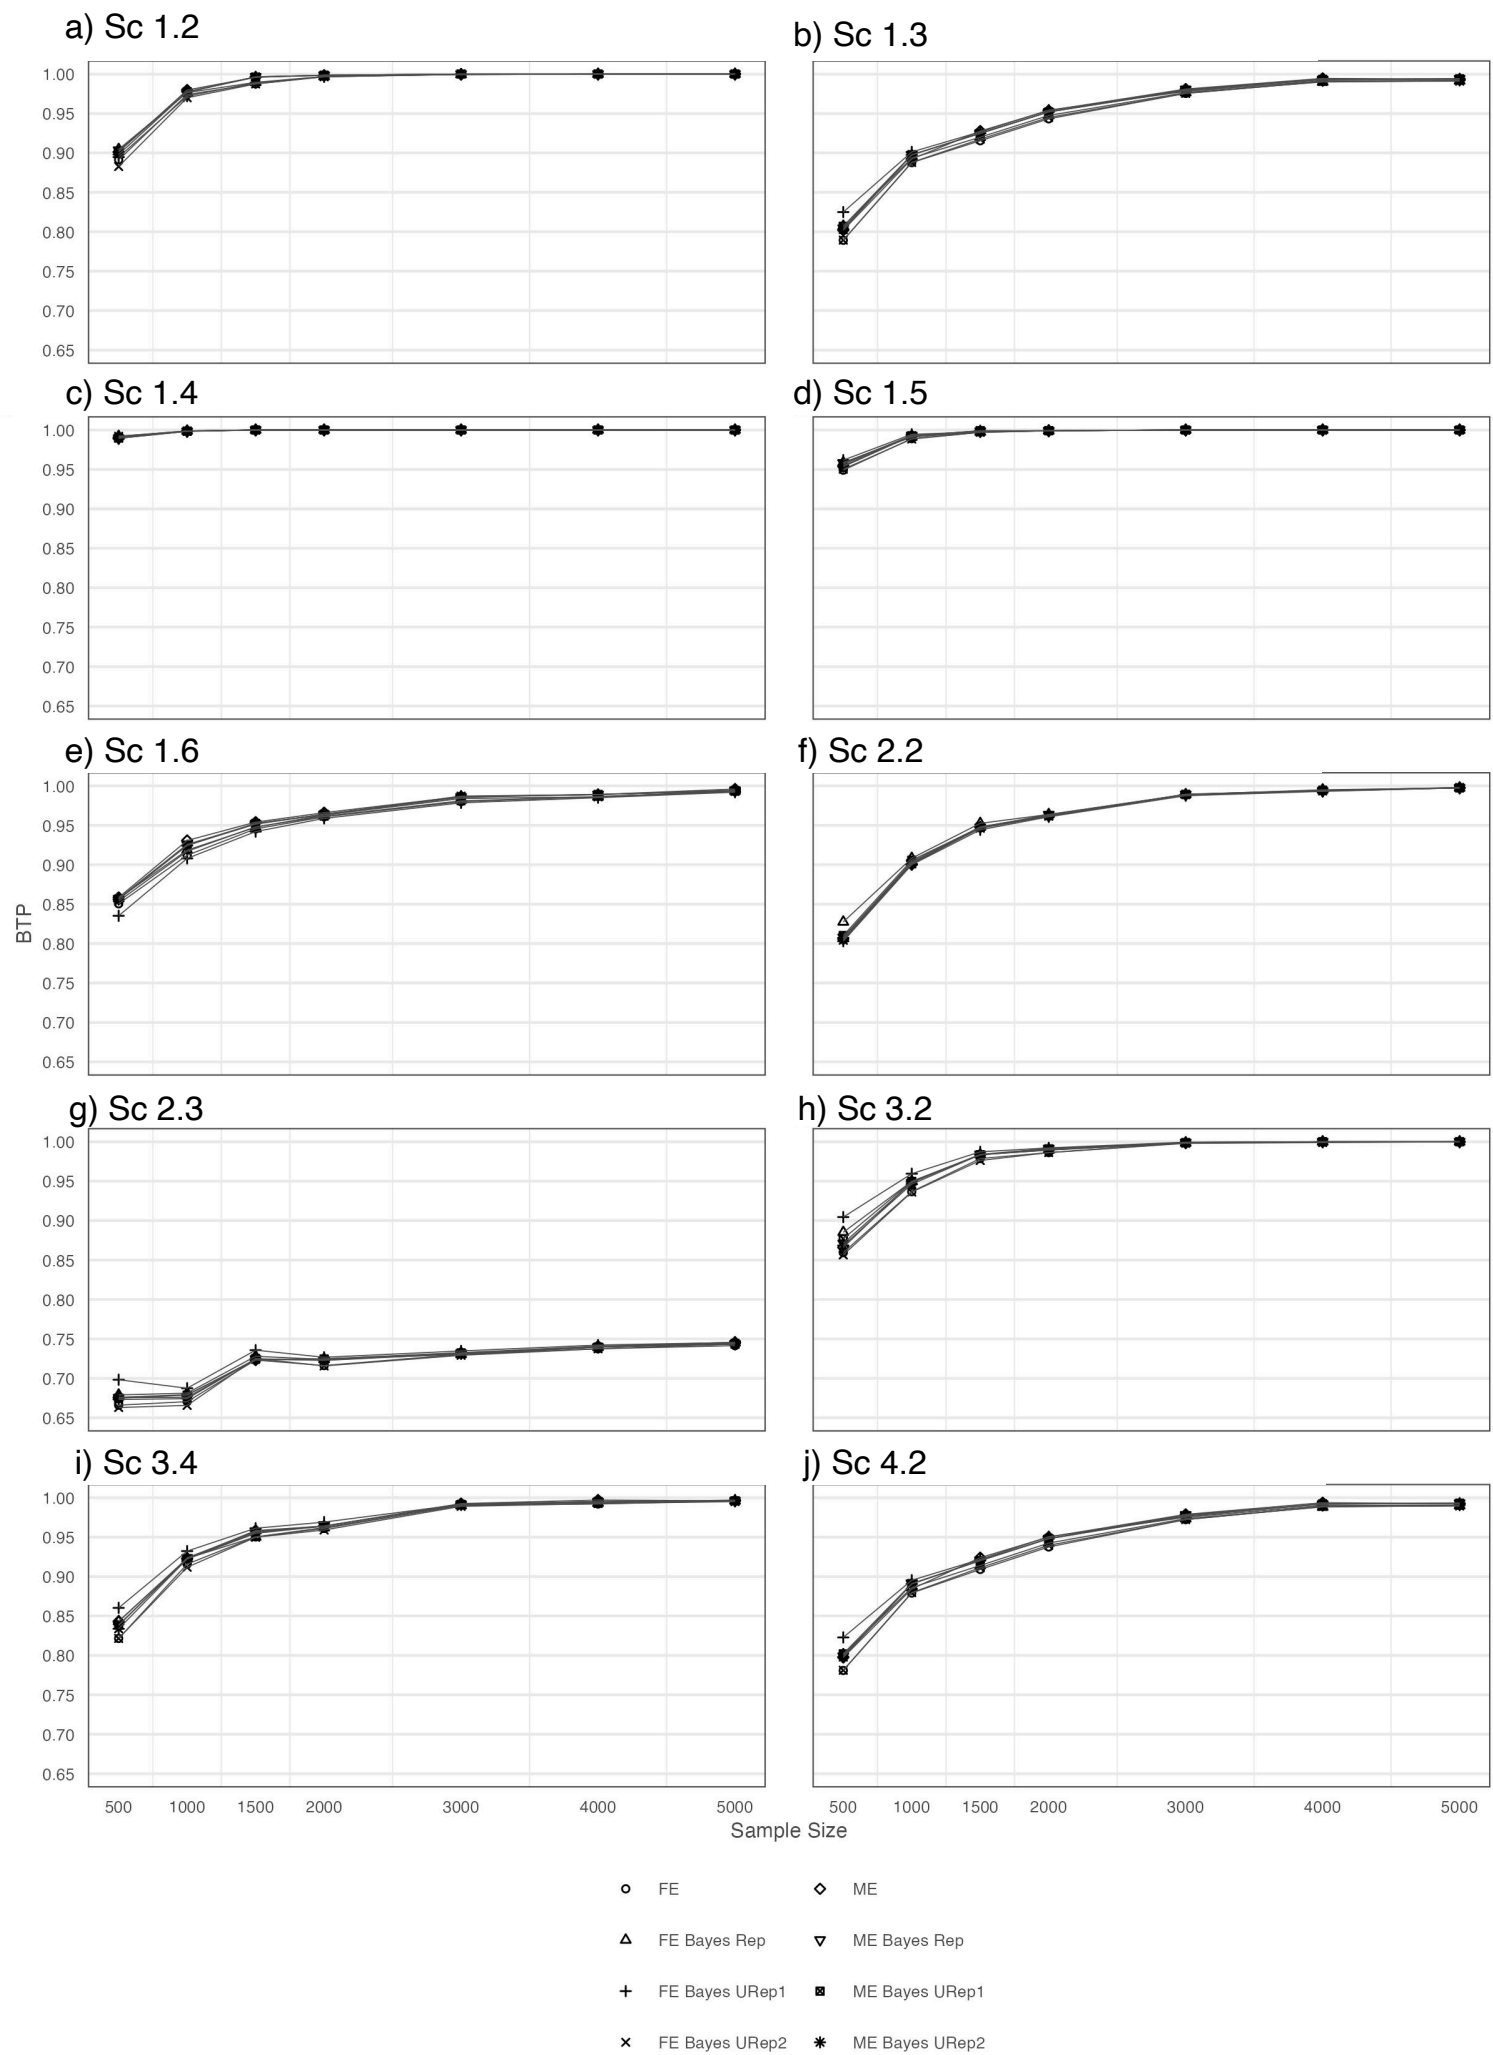 a) Sc 1.2
b) Sc 1.3
1.00
0.95
0.90
0.85
0.80
0.75
0.70
0.65
c) Sc 1.4
d) Sc 1.5
1.00
0.95
0.90
0.85
0.80
0.75
0.70
0.65
e) Sc 1.6
f) Sc 2.2
1.00
0.95
0.90
0.85
0.80
0.75
0.70
0.65
BTP
g) Sc 2.3
h) Sc 3.2
1.00
0.95
0.90
0.85
0.80
0.75
0.70
0.65
i) Sc 3.4
j) Sc 4.2
1.00
0.95
0.90
0.85
0.80
0.75
0.70
0.65
500 1000 1500 2000 3000 4000 5000
500 1000 1500 2000 3000 4000 5000
Sample Size
FE
ME
FE Bayes Rep
ME Bayes Rep
FE Bayes URep1
ME Bayes URep1
FE Bayes URep2
ME Bayes URep2